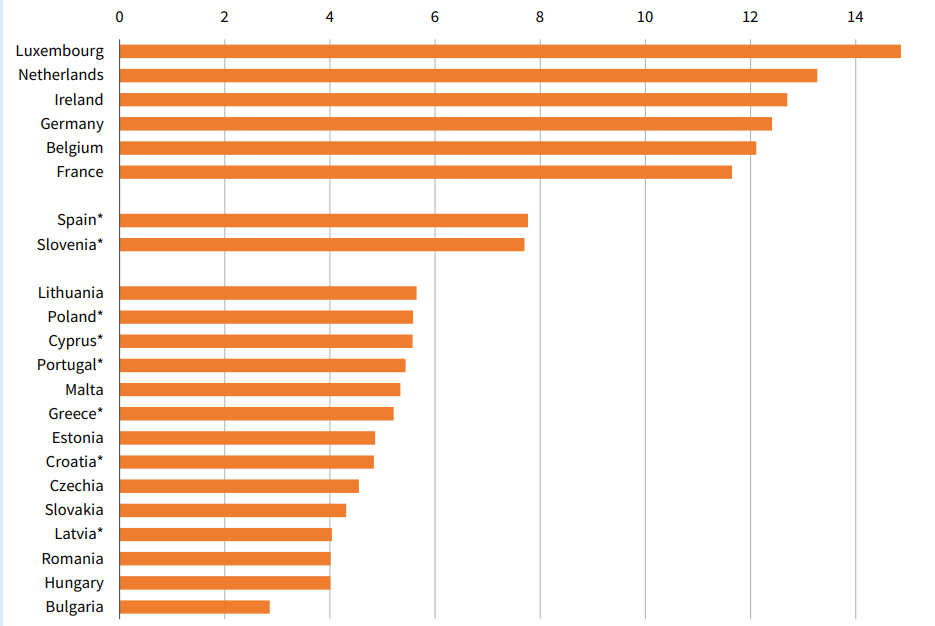 0 2 4 6 8 10 12 14
Luxembourg
Netherlands
Ireland
Germany
Belgium
France
Spain*
Slovenia*
Lithuania
Poland*
Cyprus*
Portugal*
Malta
Greece*
Estonia
Croatia*
Czechia
Slovakia
Latvia*
Romania
Hungary
Bulgaria